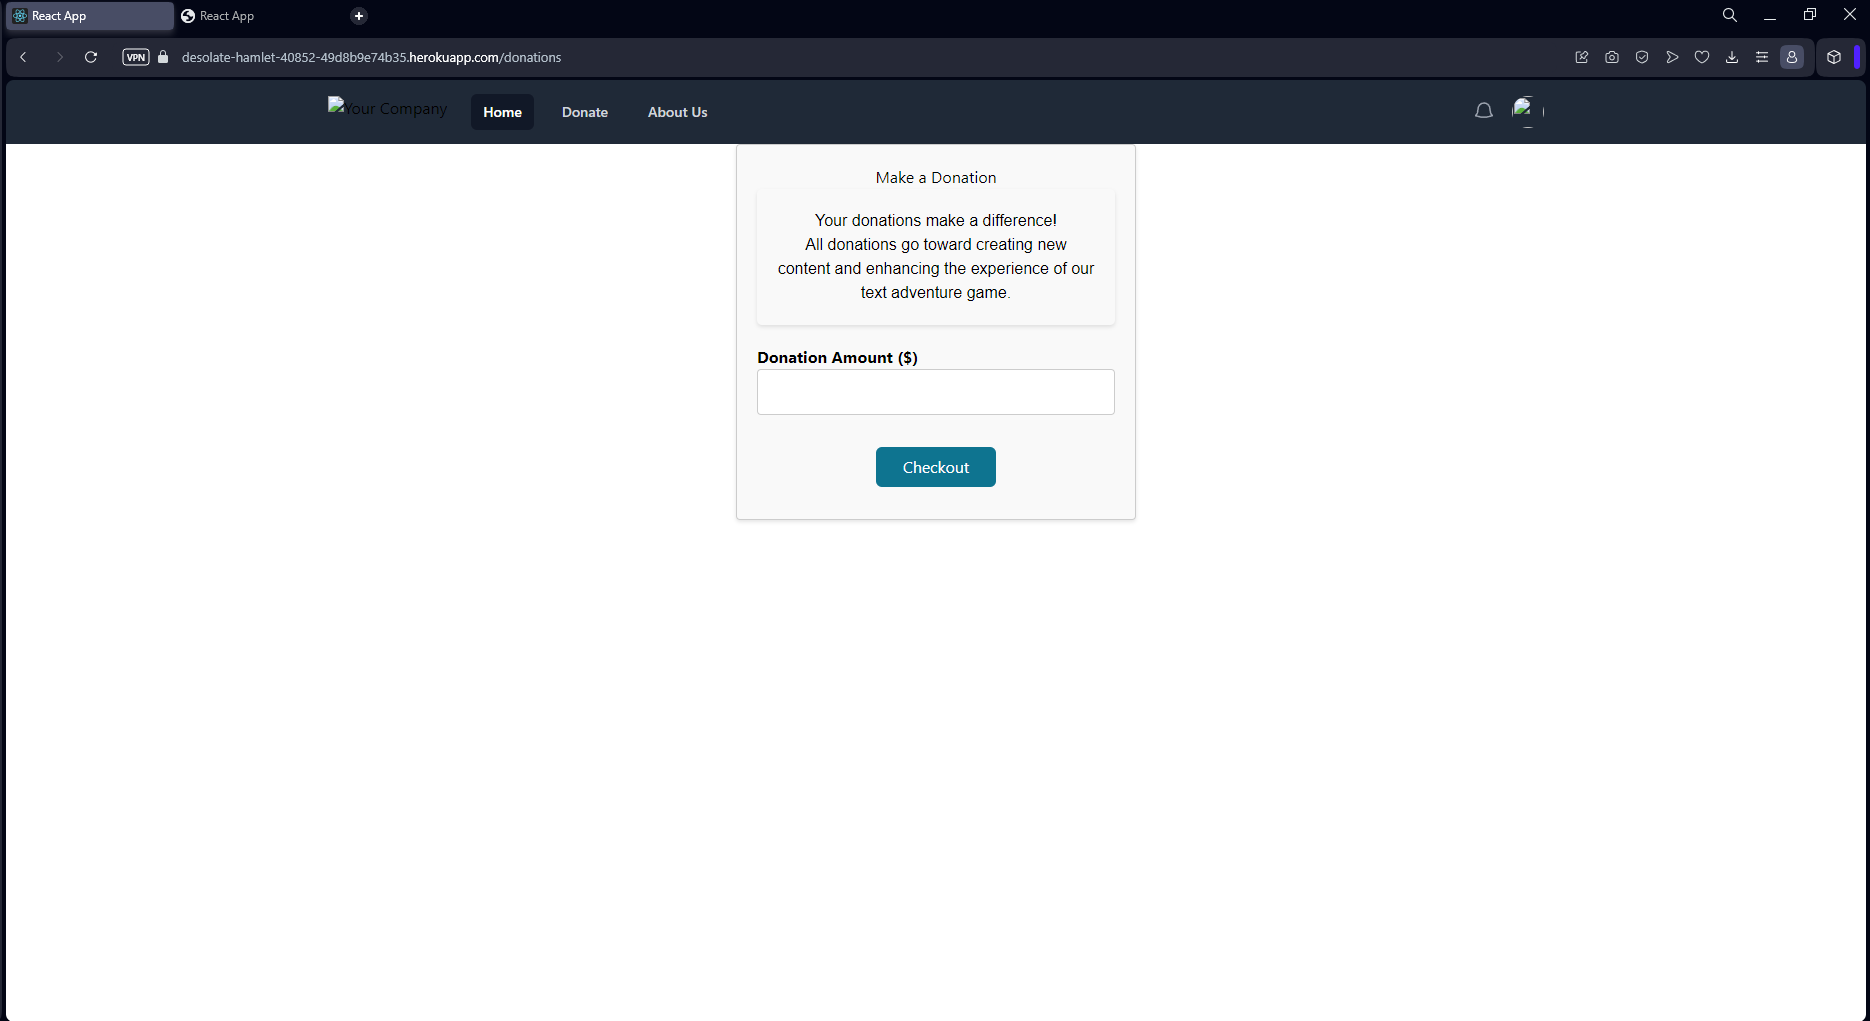 React App
React App
VPN
desolate-hamlet-40852-49d8b9e74b35.herokuapp.com/donations
Your Company
Home
Donate
About Us
Make a Donation
Your donations make a difference!
All donations go toward creating new
content and enhancing the experience of our
text adventure game.
Donation Amount ($)
Checkout